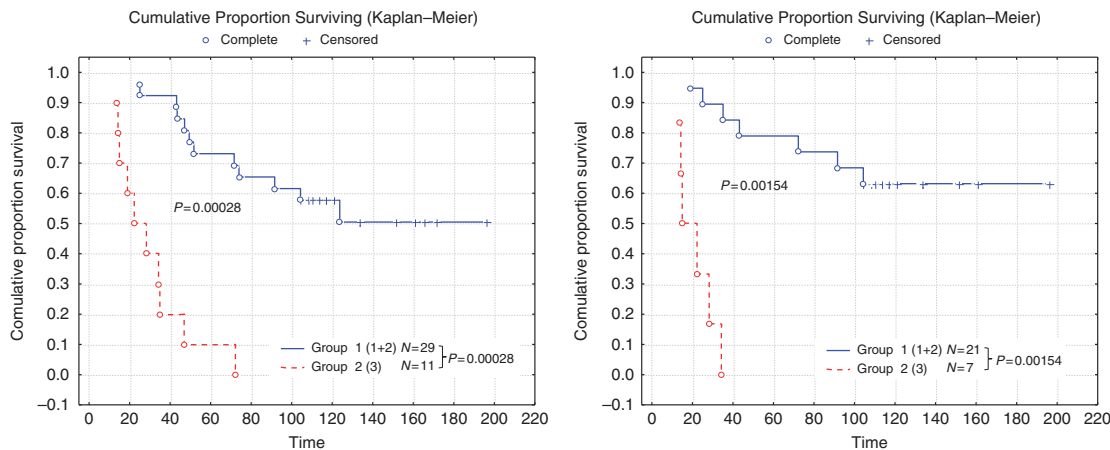 Cumulative Proportion Surviving (Kaplan–Meier)
Complete Censored
Comulative proportion survival
1.0
0.9
0.8
0.7
0.6
0.5
0.4
0.3
0.2
0.1
0.0
–0.1
P=0.00028
Group 1 (1+2) N=29
Group 2 (3) N=11
P=0.00028
0 20 40 60 80 100 120 140 160 180 200 220
Time
Cumulative Proportion Surviving (Kaplan–Meier)
Complete Censored
Comulative proportion survival
1.0
0.9
0.8
0.7
0.6
0.5
0.4
0.3
0.2
0.1
0.0
–0.1
P=0.00154
Group 1 (1+2) N=21
Group 2 (3) N=7
P=0.00154
0 20 40 60 80 100 120 140 160 180 200 220
Time